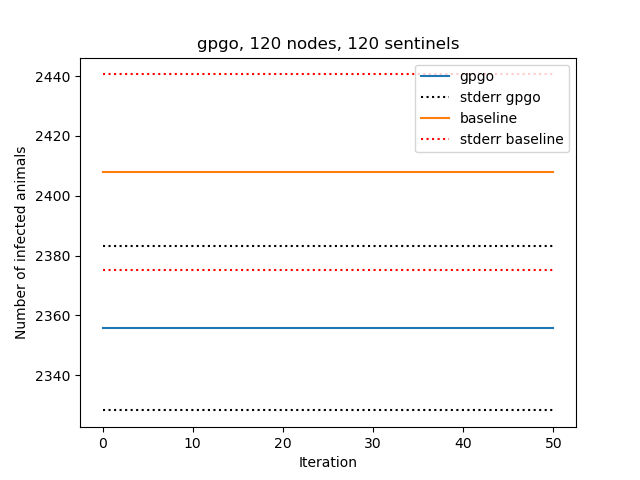 gpgo, 120 nodes, 120 sentinels
2440
2420
2400
2380
2360
2340
Number of infected animals
gpgo
stderr gpgo
baseline
stderr baseline
0 10 20 30 40 50
Iteration